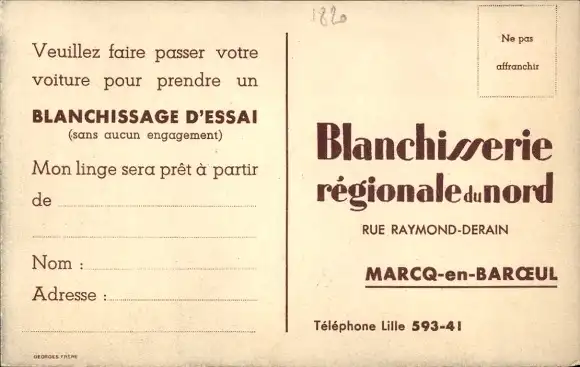 1820
Veuillez faire passer votre
voiture pour prendre un
BLANCHISSAGE D'ESSAI
(sans aucun engagement)
Mon linge sera prêt à partir
de
Nom :
Adresse :
GEORGES FRÈRE
Ne pas
affranchir
Blanchisserie
régionale du nord
RUE RAYMOND-DERAIN
MARCQ-en-BARŒUL
Téléphone Lille 593-41